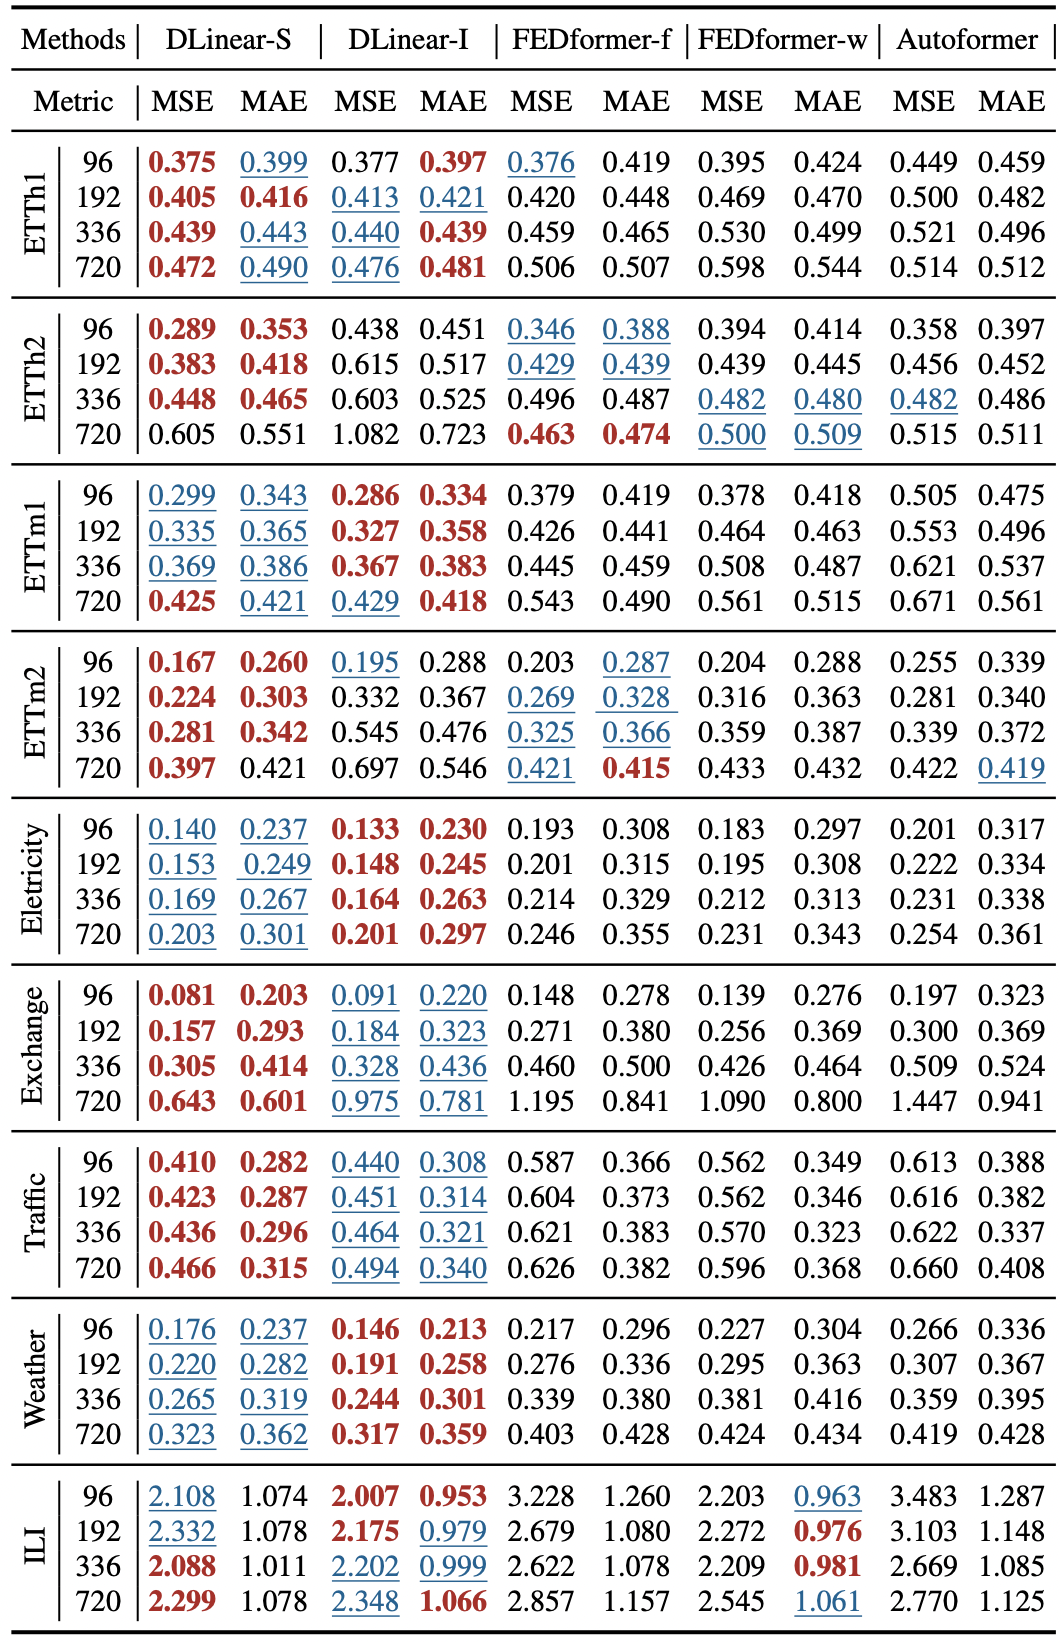 Methods DLinear-S DLinear-I FEDformer-f FEDformer-w Autoformer
Metric MSE MAE MSE MAE MSE MAE MSE MAE MSE MAE
ETTh1
96 0.375 0.399 0.377 0.397 0.376 0.419 0.395 0.424 0.449 0.459
192 0.405 0.416 0.413 0.421 0.420 0.448 0.469 0.470 0.500 0.482
336 0.439 0.443 0.440 0.439 0.459 0.465 0.530 0.499 0.521 0.496
720 0.472 0.490 0.476 0.481 0.506 0.507 0.598 0.544 0.514 0.512
ETTh2
96 0.289 0.353 0.438 0.451 0.346 0.388 0.394 0.414 0.358 0.397
192 0.383 0.418 0.615 0.517 0.429 0.439 0.439 0.445 0.456 0.452
336 0.448 0.465 0.603 0.525 0.496 0.487 0.482 0.480 0.482 0.486
720 0.605 0.551 1.082 0.723 0.463 0.474 0.500 0.509 0.515 0.511
ETTm1
96 0.299 0.343 0.286 0.334 0.379 0.419 0.378 0.418 0.505 0.475
192 0.335 0.365 0.327 0.358 0.426 0.441 0.464 0.463 0.553 0.496
336 0.369 0.386 0.367 0.383 0.445 0.459 0.508 0.487 0.621 0.537
720 0.425 0.421 0.429 0.418 0.543 0.490 0.561 0.515 0.671 0.561
ETTm2
96 0.167 0.260 0.195 0.288 0.203 0.287 0.204 0.288 0.255 0.339
192 0.224 0.303 0.332 0.367 0.269 0.328 0.316 0.363 0.281 0.340
336 0.281 0.342 0.545 0.476 0.325 0.366 0.359 0.387 0.339 0.372
720 0.397 0.421 0.697 0.546 0.421 0.415 0.433 0.432 0.422 0.419
Eletricity
96 0.140 0.237 0.133 0.230 0.193 0.308 0.183 0.297 0.201 0.317
192 0.153 0.249 0.148 0.245 0.201 0.315 0.195 0.308 0.222 0.334
336 0.169 0.267 0.164 0.263 0.214 0.329 0.212 0.313 0.231 0.338
720 0.203 0.301 0.201 0.297 0.246 0.355 0.231 0.343 0.254 0.361
Exchange
96 0.081 0.203 0.091 0.220 0.148 0.278 0.139 0.276 0.197 0.323
192 0.157 0.293 0.184 0.323 0.271 0.380 0.256 0.369 0.300 0.369
336 0.305 0.414 0.328 0.436 0.460 0.500 0.426 0.464 0.509 0.524
720 0.643 0.601 0.975 0.781 1.195 0.841 1.090 0.800 1.447 0.941
Traffic
96 0.410 0.282 0.440 0.308 0.587 0.366 0.562 0.349 0.613 0.388
192 0.423 0.287 0.451 0.314 0.604 0.373 0.562 0.346 0.616 0.382
336 0.436 0.296 0.464 0.321 0.621 0.383 0.570 0.323 0.622 0.337
720 0.466 0.315 0.494 0.340 0.626 0.382 0.596 0.368 0.660 0.408
Weather
96 0.176 0.237 0.146 0.213 0.217 0.296 0.227 0.304 0.266 0.336
192 0.220 0.282 0.191 0.258 0.276 0.336 0.295 0.363 0.307 0.367
336 0.265 0.319 0.244 0.301 0.339 0.380 0.381 0.416 0.359 0.395
720 0.323 0.362 0.317 0.359 0.403 0.428 0.424 0.434 0.419 0.428
ILI
96 2.108 1.074 2.007 0.953 3.228 1.260 2.203 0.963 3.483 1.287
192 2.332 1.078 2.175 0.979 2.679 1.080 2.272 0.976 3.103 1.148
336 2.088 1.011 2.202 0.999 2.622 1.078 2.209 0.981 2.669 1.085
720 2.299 1.078 2.348 1.066 2.857 1.157 2.545 1.061 2.770 1.125